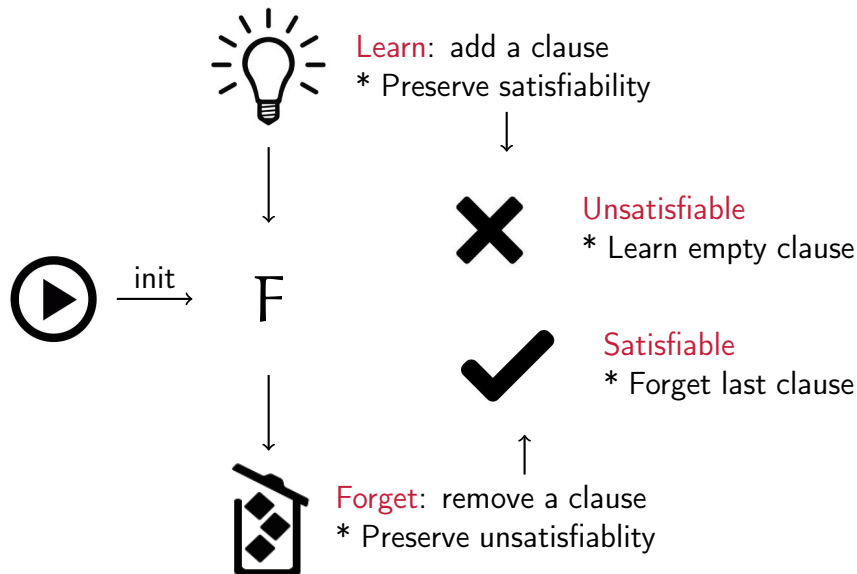 Learn: add a clause
* Preserve satisfiability
Unsatisfiable
* Learn empty clause
init
F
Satisfiable
* Forget last clause
Forget: remove a clause
* Preserve unsatisfiablity